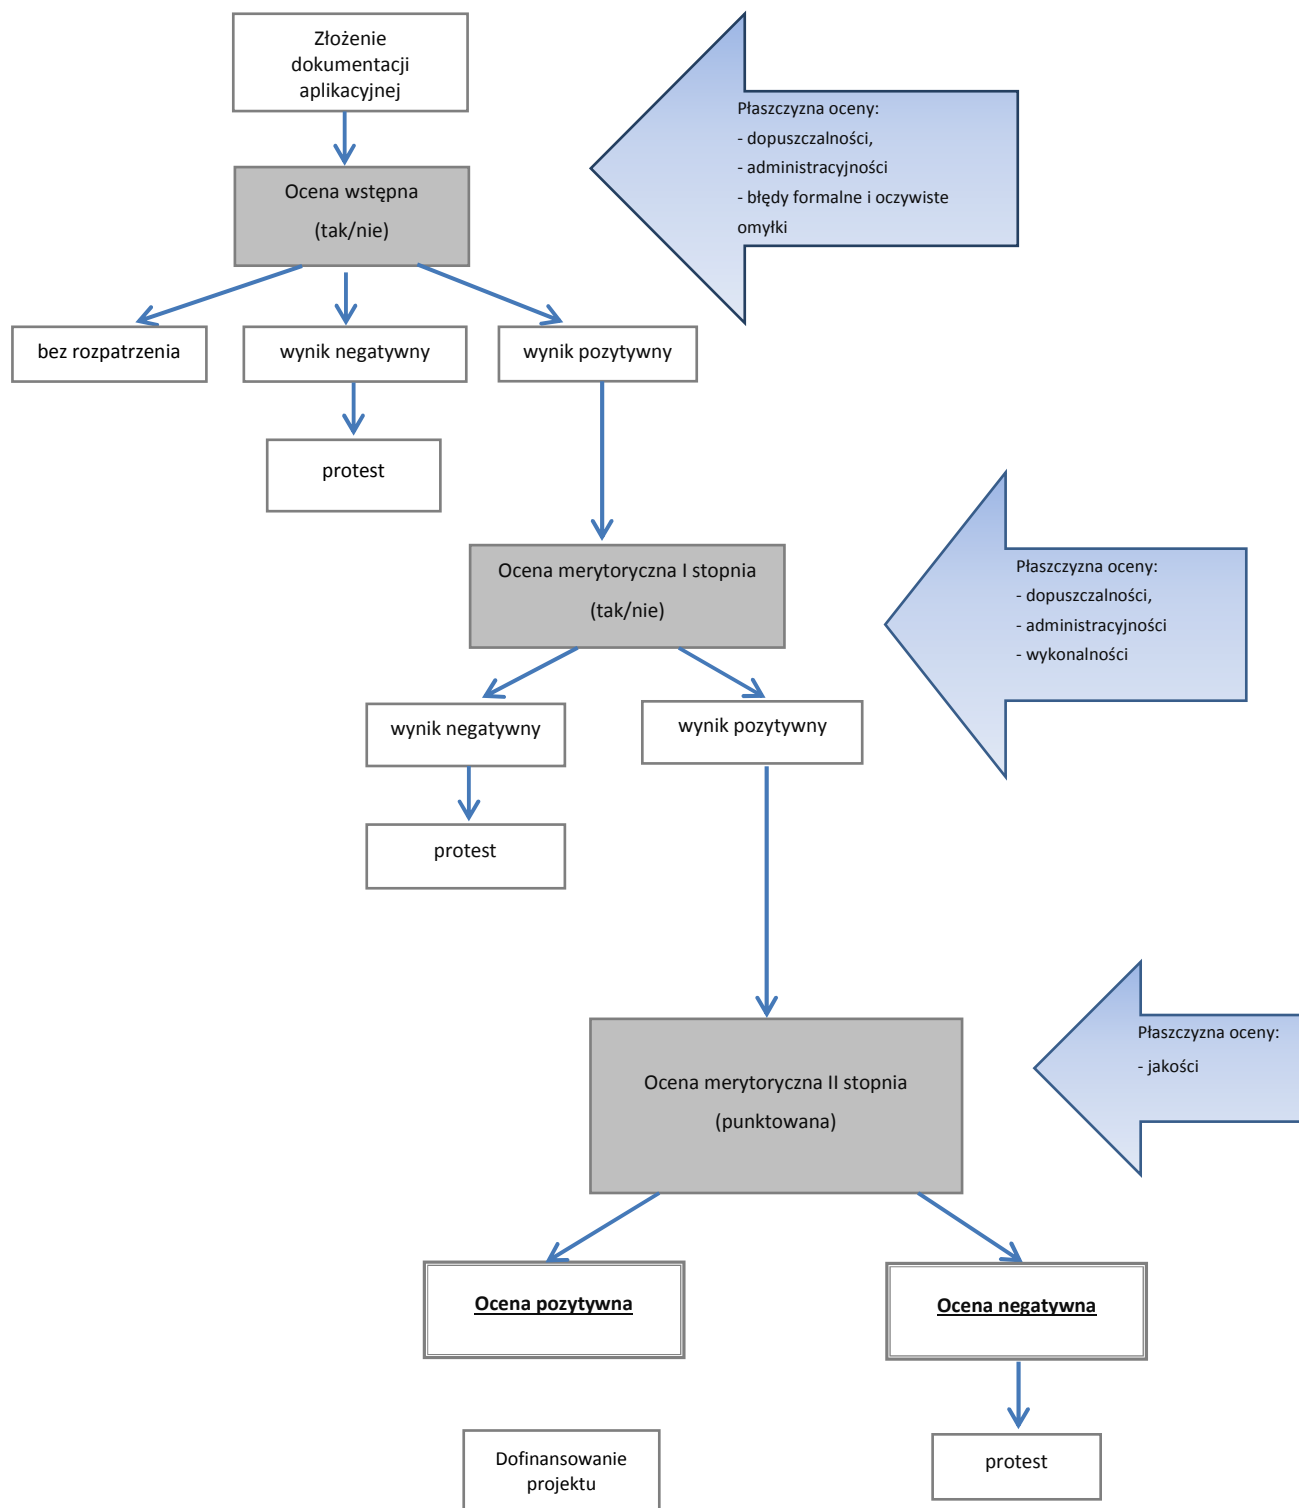 Złożenie
dokumentacji
aplikacyjnej
Płaszczyzna oceny:
- dopuszczalności,
- administracyjności
- błędy formalne i oczywiste
omyłki
Ocena wstępna
(tak/nie)
bez rozpatrzenia
wynik negatywny
wynik pozytywny
protest
Ocena merytoryczna I stopnia
(tak/nie)
Płaszczyzna oceny:
- dopuszczalności,
- administracyjności
- wykonalności
wynik negatywny
wynik pozytywny
protest
Ocena merytoryczna II stopnia
(punktowana)
Płaszczyzna oceny:
- jakości
Ocena pozytywna
Ocena negatywna
Dofinansowanie
projektu
protest